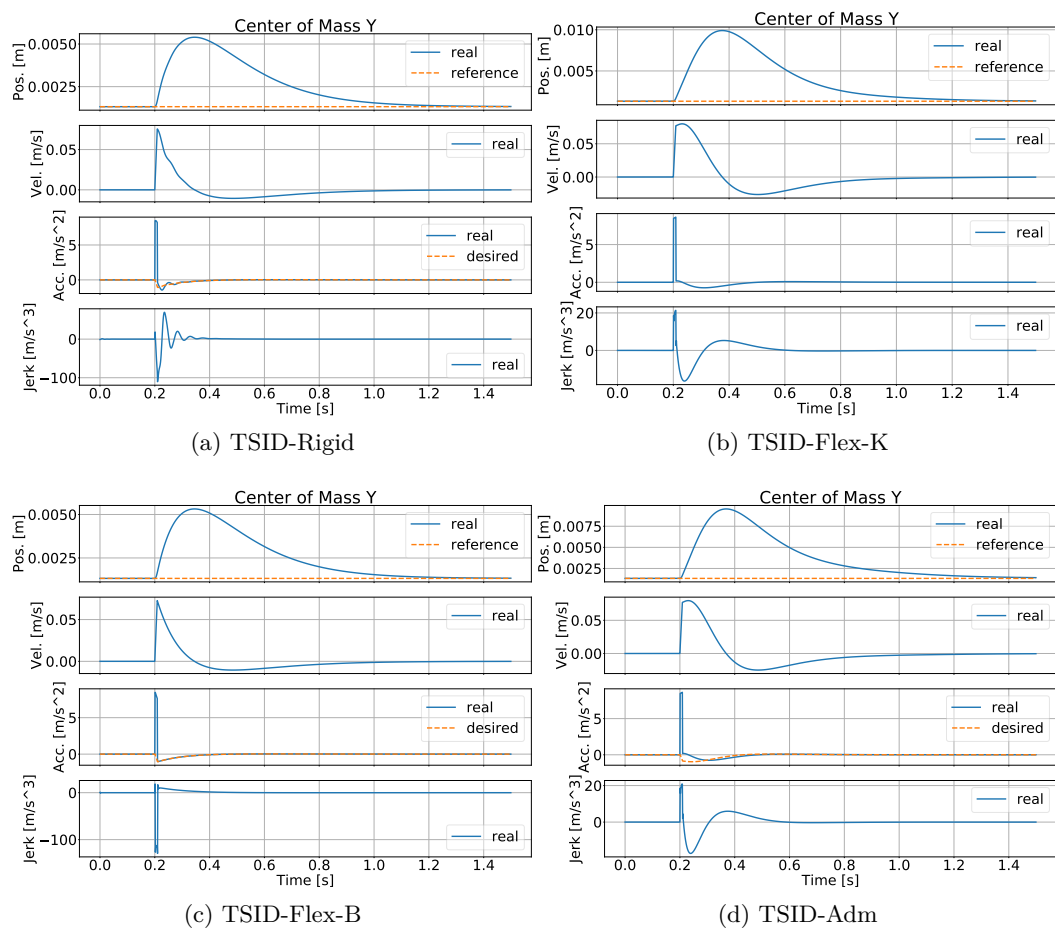 Center of Mass Y
Pos. [m]
0.0050
0.0025
real
reference
Vel. [m/s]
0.05
0.00
real
Acc. [m/s^2]
5
0
real
desired
Jerk [m/s^3]
0
−100
real
0.0 0.2 0.4 0.6 0.8 1.0 1.2 1.4
Time [s]
(a) TSID-Rigid
Center of Mass Y
Pos. [m]
0.010
0.005
real
reference
Vel. [m/s]
0.05
0.00
real
Acc. [m/s^2]
5
0
real
Jerk [m/s^3]
20
0
real
0.0 0.2 0.4 0.6 0.8 1.0 1.2 1.4
Time [s]
(b) TSID-Flex-K
Center of Mass Y
Pos. [m]
0.0050
0.0025
real
reference
Vel. [m/s]
0.05
0.00
real
Acc. [m/s^2]
5
0
real
desired
Jerk [m/s^3]
0
−100
real
0.0 0.2 0.4 0.6 0.8 1.0 1.2 1.4
Time [s]
(c) TSID-Flex-B
Center of Mass Y
Pos. [m]
0.0075
0.0050
0.0025
real
reference
Vel. [m/s]
0.05
0.00
real
Acc. [m/s^2]
5
0
real
desired
Jerk [m/s^3]
20
0
real
0.0 0.2 0.4 0.6 0.8 1.0 1.2 1.4
Time [s]
(d) TSID-Adm